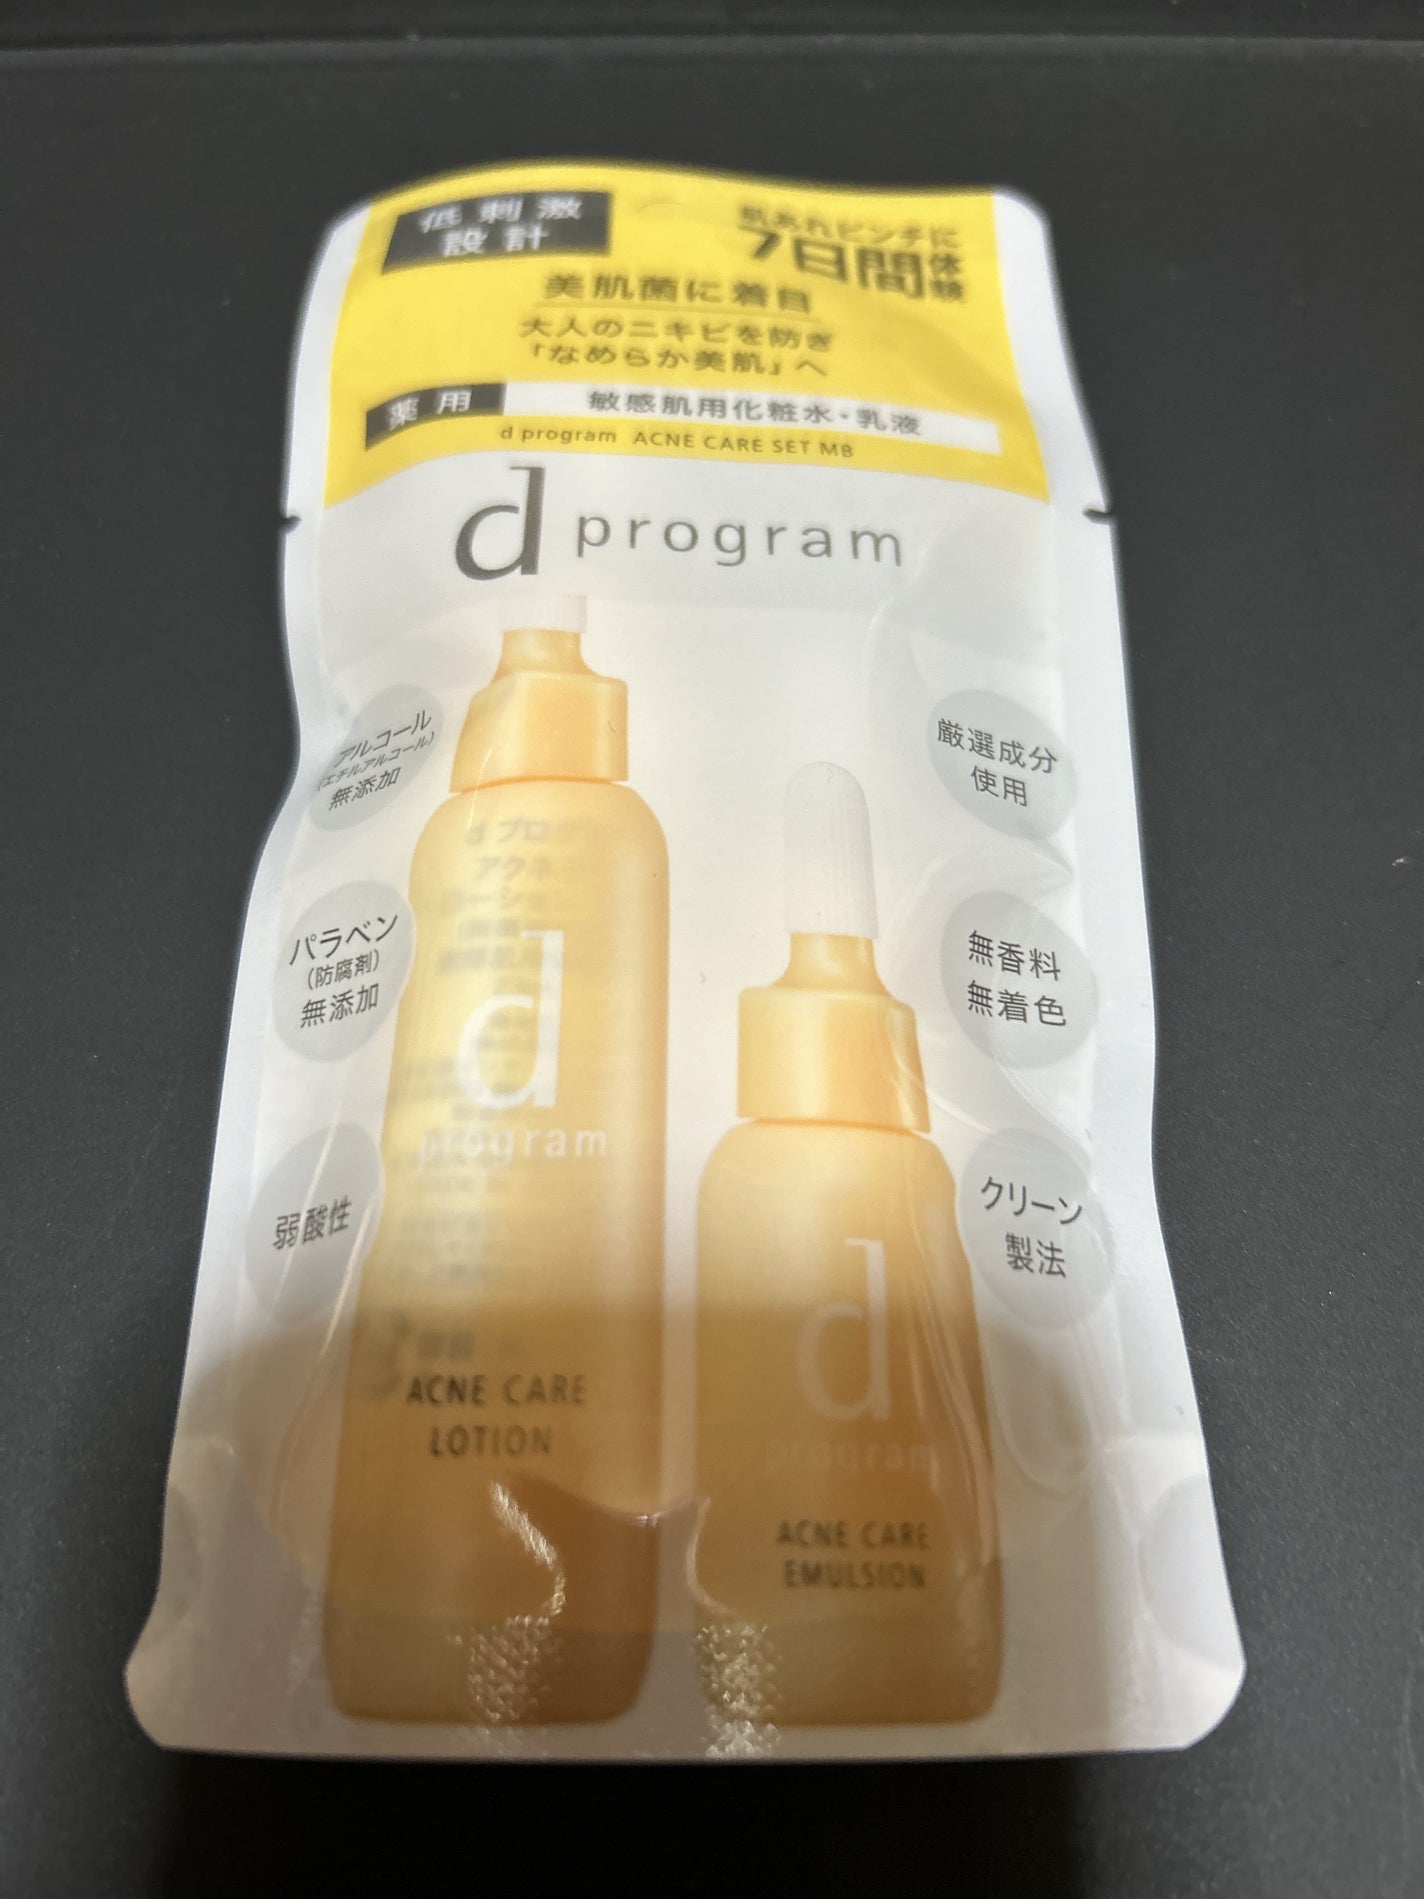 低刺激
設計
肌あれピンチに
7日間体験
美肌菌に着目
大人のニキビを防ぎ
「なめらか美肌」へ
薬用
敏感肌用化粧水・乳液
d program ACNE CARE SET MB
d program
アルコール
(エチルアルコール)
無添加
厳選成分
使用
パラベン
(防腐剤)
無添加
無香料
無着色
弱酸性
クリーン
製法
d
program
ACNE CARE
LOTION
d
program
ACNE CARE
EMULSION